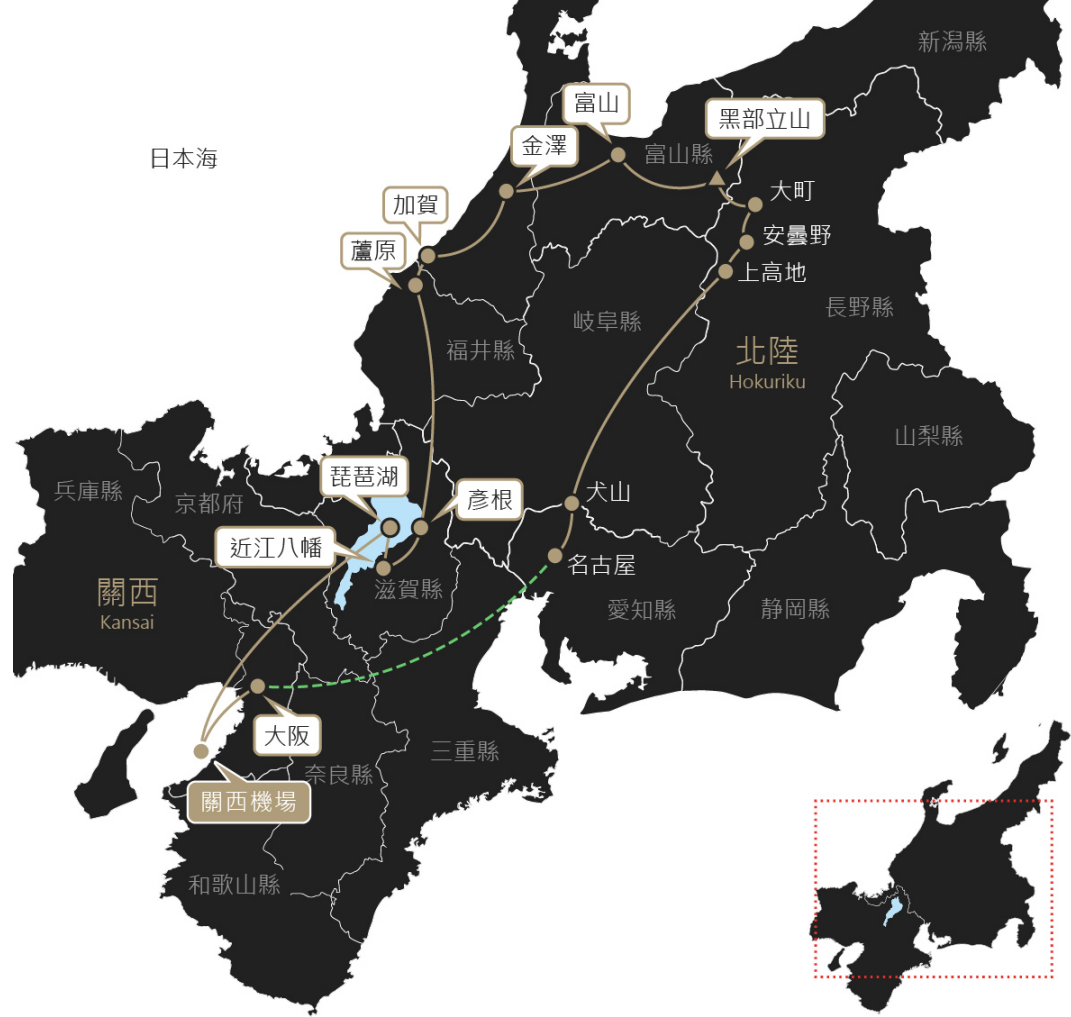 新潟縣
富山
黑部立山
金澤
富山縣
日本海
大町
加賀
安曇野
蘆原
上高地
長野縣
岐阜縣
福井縣
北陸
Hokuriku
山梨縣
琵琶湖
兵庫縣
京都府
彥根
犬山
近江八幡
名古屋
滋賀縣
關西
Kansai
愛知縣
静岡縣
大阪
三重縣
奈良縣
關西機場
和歌山縣